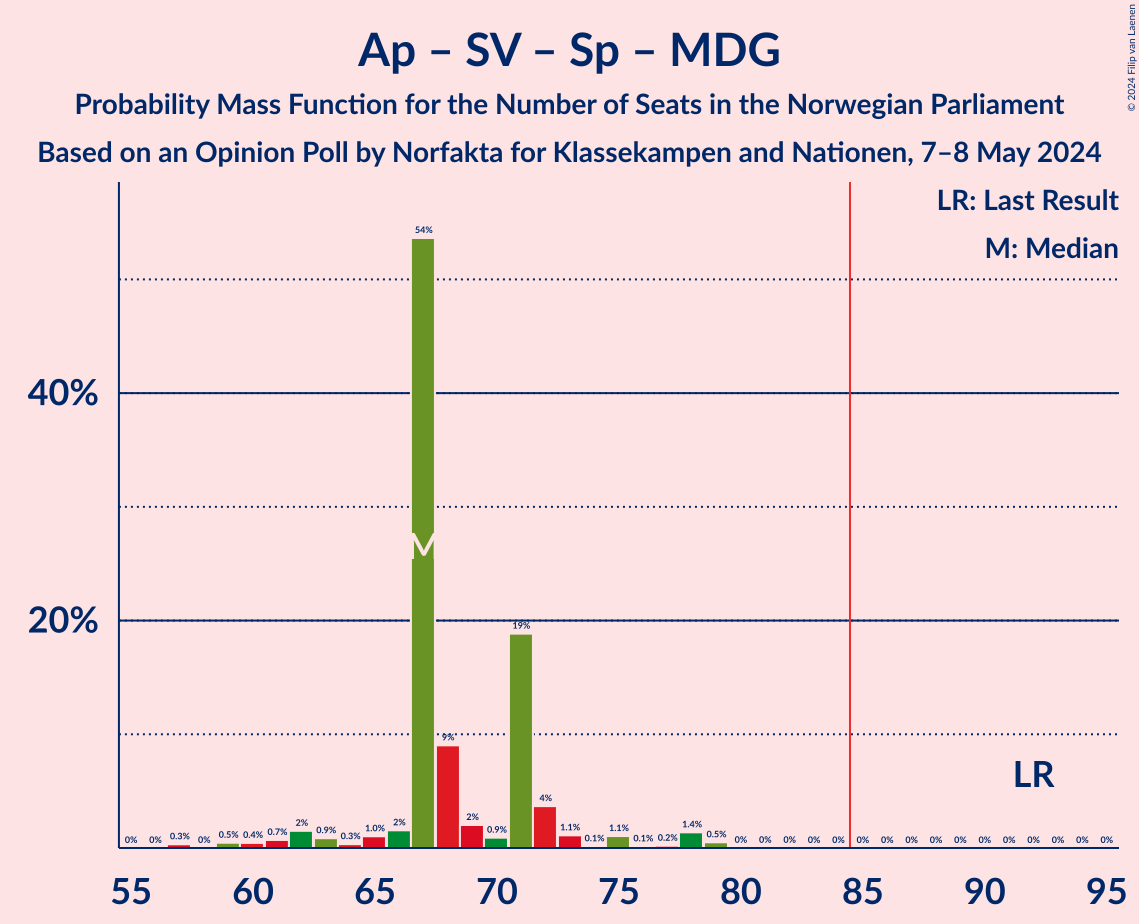 Ap – SV – Sp – MDG
Probability Mass Function for the Number of Seats in the Norwegian Parliament
Based on an Opinion Poll by Norfakta for Klassekampen and Nationen, 7–8 May 2024
© 2024 Filip van Laenen
LR: Last Result
M: Median
40%
20%
54%
M
19%
9%
LR
0% 0% 0.3% 0% 0.5% 0.4% 0.7% 2% 0.9% 0.3% 1.0% 2% 2% 0.9% 4% 1.1% 0.1% 1.1% 0.1% 0.2% 1.4% 0.5% 0% 0% 0% 0% 0% 0% 0% 0% 0% 0% 0% 0% 0% 0% 0% 0%
55 60 65 70 75 80 85 90 95